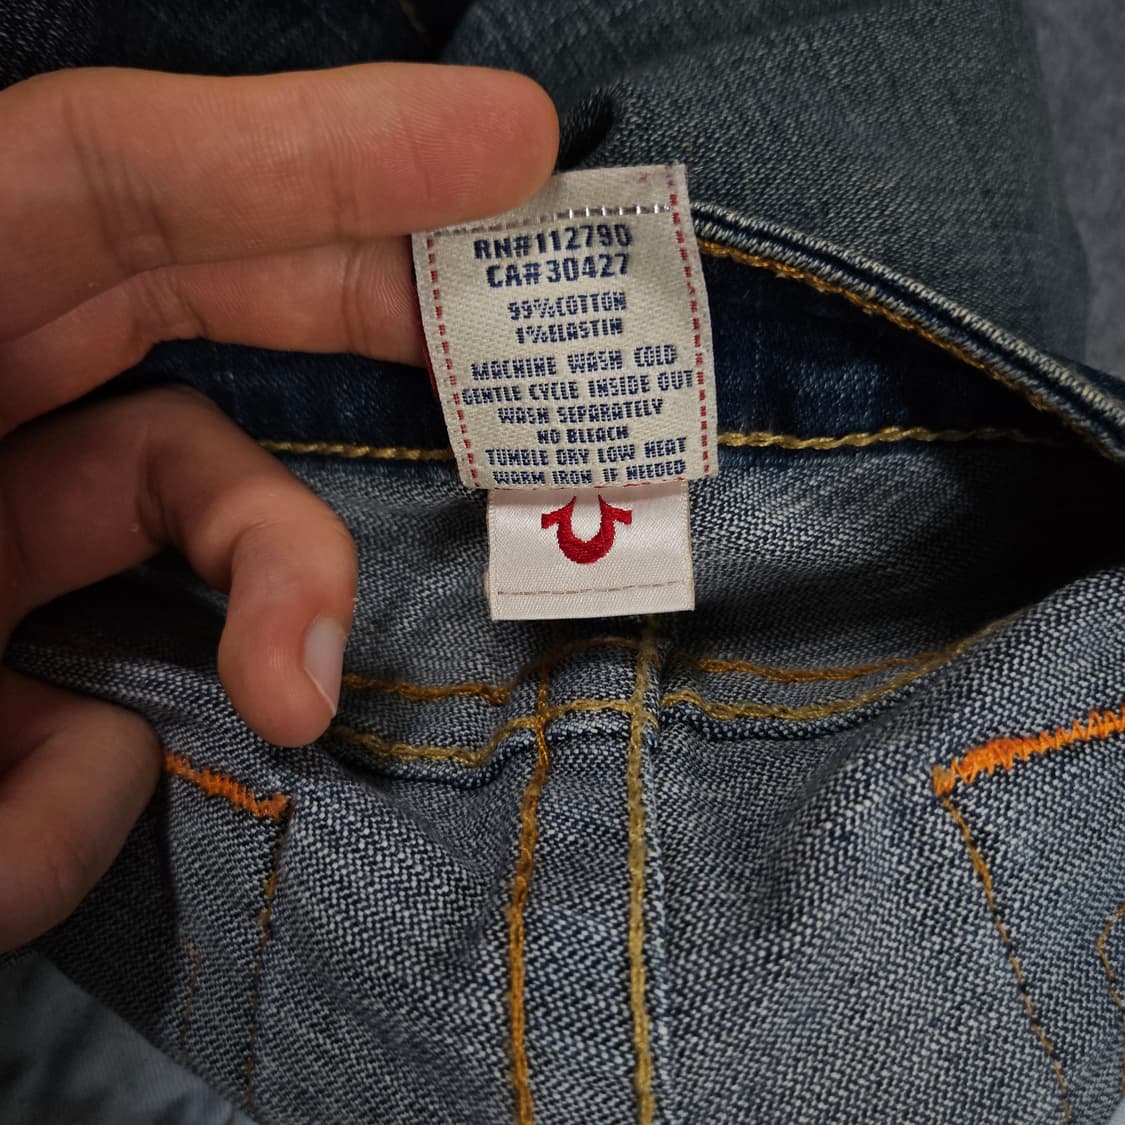 RN#112790
CA#30427
99%COTTON
1%ELASTIN
MACHINE WASH COLD
GENTLE CYCLE INSIDE OUT
WASH SEPARATELY
NO BLEACH
TUMBLE DRY LOW HEAT
WARM IRON IF NEEDED